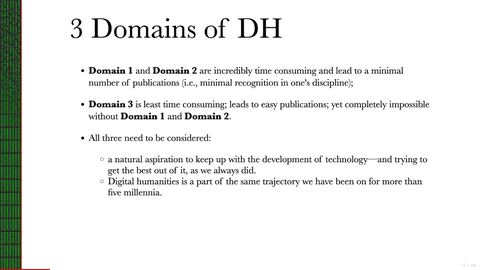 3 Domains of DH
• Domain 1 and Domain 2 are incredibly time consuming and lead to a minimal
number of publications (i.e., minimal recognition in one's discipline);
• Domain 3 is least time consuming; leads to easy publications; yet completely impossible
without Domain 1 and Domain 2.
• All three need to be considered:
○ a natural aspiration to keep up with the development of technology—and trying to
get the best out of it, as we always did.
○ Digital humanities is a part of the same trajectory we have been on for more than
five millennia.